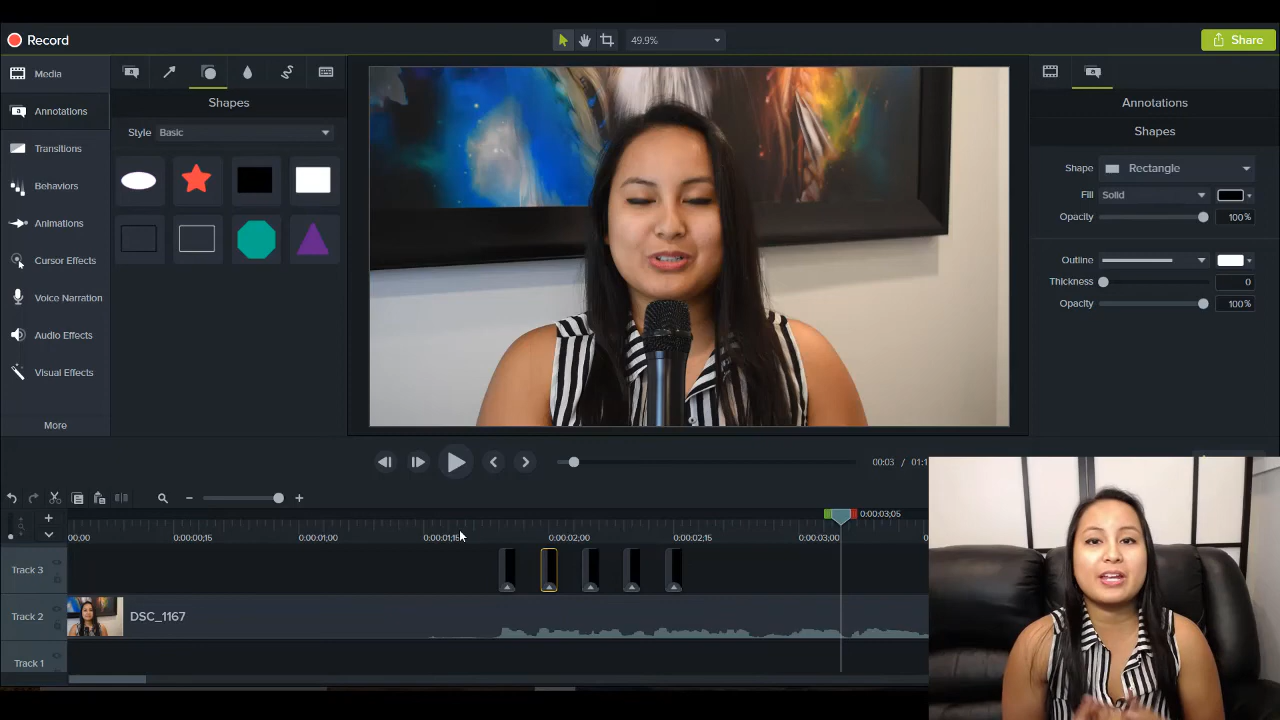 Record
49.9%
Share
Media
Annotations
Transitions
Behaviors
Animations
Cursor Effects
Voice Narration
Audio Effects
Visual Effects
More
Shapes
Style Basic
Annotations
Shapes
Shape Rectangle
Fill Solid
Opacity 100%
Outline
Thickness 0
Opacity 100%
00:03 /
0:00:03;05
00;00 0:00:00;15 0:00:01;00 0:00:01;15 0:00:02;00 0:00:02;15 0:00:03;00
Track 3
Track 2 DSC_1167
Track 1